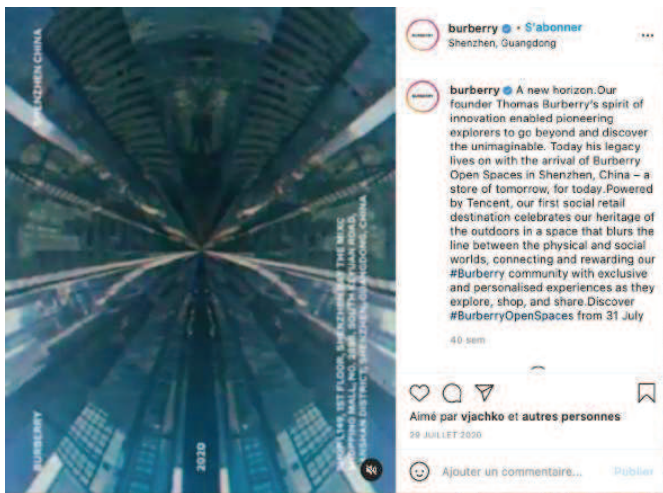 SHENZHEN CHINA
BURBERRY
2020
burberry • S'abonner
Shenzhen, Guangdong
burberry A new horizon.Our
founder Thomas Burberry's spirit of
innovation enabled pioneering
explorers to go beyond and discover
the unimaginable. Today his legacy
lives on with the arrival of Burberry
Open Spaces in Shenzhen, China – a
store of tomorrow, for today.Powered
by Tencent, our first social retail
destination celebrates our heritage of
the outdoors in a space that blurs the
line between the physical and social
worlds, connecting and rewarding our
#Burberry community with exclusive
and personalised experiences as they
explore, shop, and share.Discover
#BurberryOpenSpaces from 31 July
40 sem
Aimé par vjachko et autres personnes
JUILLET 2020
Ajouter un commentaire...
Publier